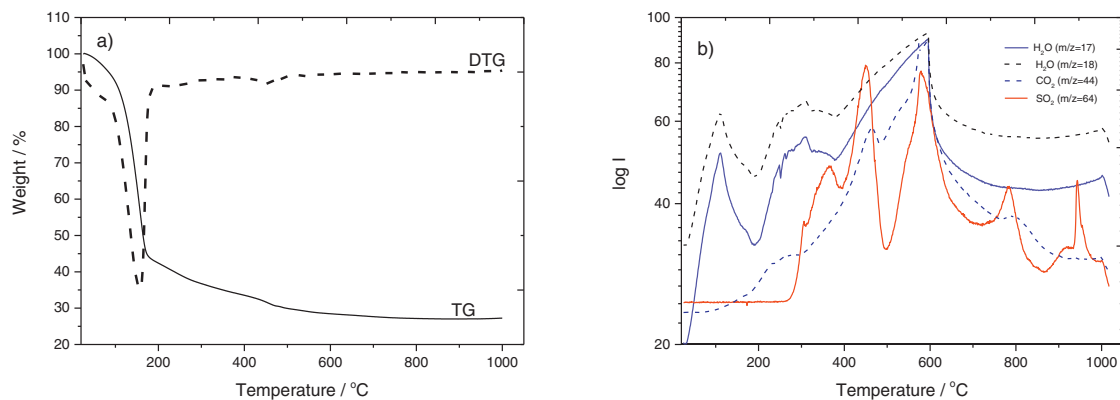 a)
DTG
TG
Weight / %
110
100
90
80
70
60
50
40
30
20
200 400 600 800 1000
Temperature / °C
b)
H₂O (m/z=17)
H₂O (m/z=18)
CO₂ (m/z=44)
SO₂ (m/z=64)
log I
100
80
60
40
20
200 400 600 800 1000
Temperature / °C